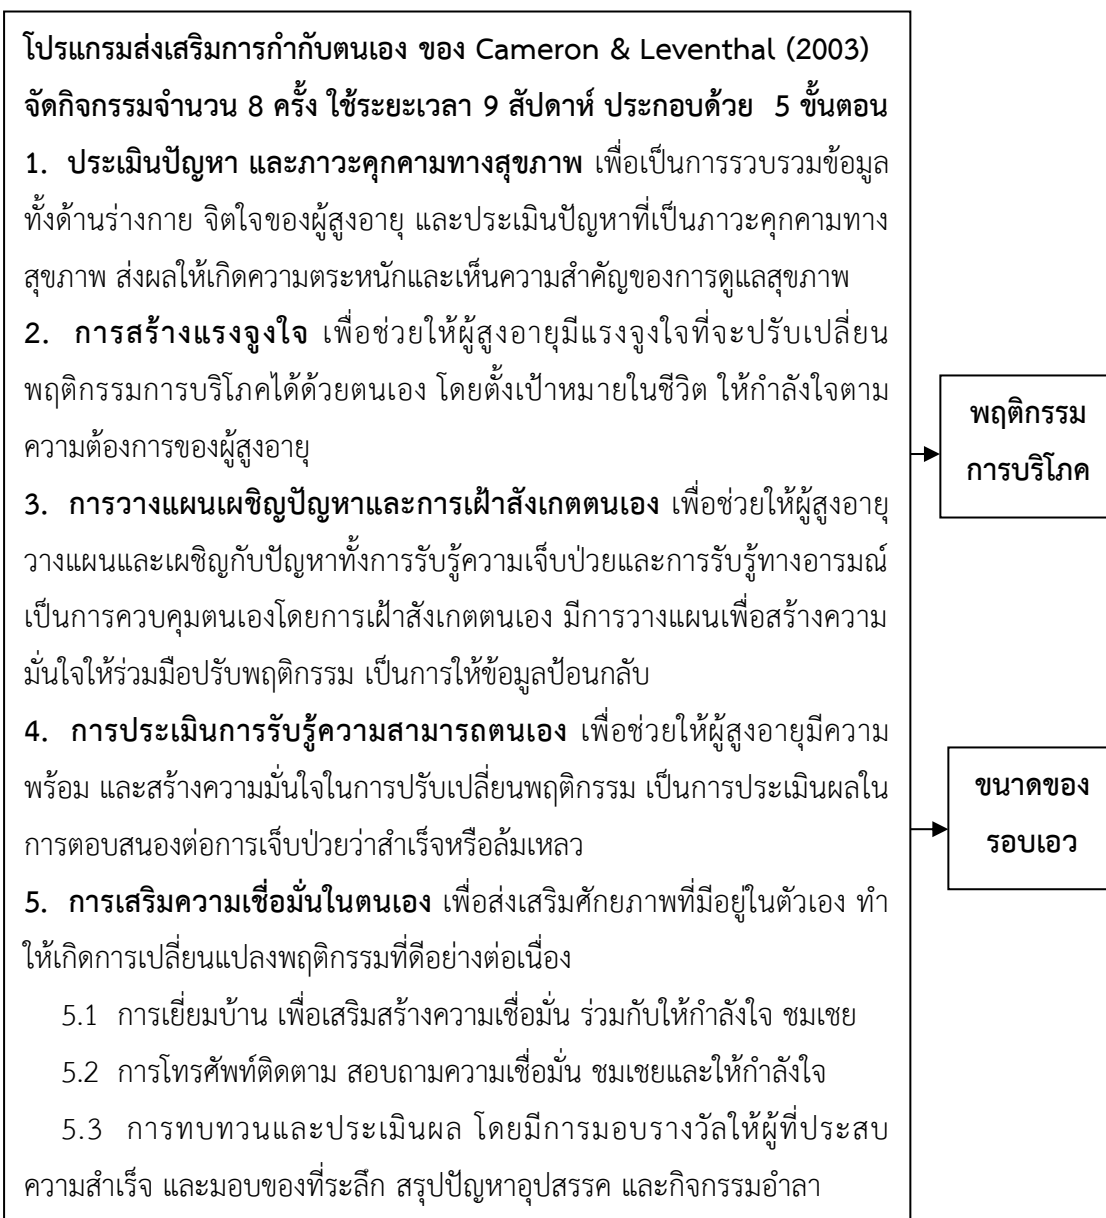 โปรแกรมส่งเสริมการกำกับตนเอง ของ Cameron & Leventhal (2003)
จัดกิจกรรมจำนวน 8 ครั้ง ใช้ระยะเวลา 9 สัปดาห์ ประกอบด้วย 5 ขั้นตอน
1. ประเมินปัญหา และภาวะคุกคามทางสุขภาพ เพื่อเป็นการรวบรวมข้อมูล
ทั้งด้านร่างกาย จิตใจของผู้สูงอายุ และประเมินปัญหาที่เป็นภาวะคุกคามทาง
สุขภาพ ส่งผลให้เกิดความตระหนักและเห็นความสำคัญของการดูแลสุขภาพ
2. การสร้างแรงจูงใจ เพื่อช่วยให้ผู้สูงอายุมีแรงจูงใจที่จะปรับเปลี่ยน
พฤติกรรมการบริโภคได้ด้วยตนเอง โดยตั้งเป้าหมายในชีวิต ให้กำลังใจตาม
ความต้องการของผู้สูงอายุ
3. การวางแผนเผชิญปัญหาและการเฝ้าสังเกตตนเอง เพื่อช่วยให้ผู้สูงอายุ
วางแผนและเผชิญกับปัญหาทั้งการรับรู้ความเจ็บป่วยและการรับรู้ทางอารมณ์
เป็นการควบคุมตนเองโดยการเฝ้าสังเกตตนเอง มีการวางแผนเพื่อสร้างความ
มั่นใจให้ร่วมมือปรับพฤติกรรม เป็นการให้ข้อมูลป้อนกลับ
4. การประเมินการรับรู้ความสามารถตนเอง เพื่อช่วยให้ผู้สูงอายุมีความ
พร้อม และสร้างความมั่นใจในการปรับเปลี่ยนพฤติกรรม เป็นการประเมินผลใน
การตอบสนองต่อการเจ็บป่วยว่าสำเร็จหรือล้มเหลว
5. การเสริมความเชื่อมั่นในตนเอง เพื่อส่งเสริมศักยภาพที่มีอยู่ในตัวเอง ทำ
ให้เกิดการเปลี่ยนแปลงพฤติกรรมที่ดีอย่างต่อเนื่อง
5.1 การเยี่ยมบ้าน เพื่อเสริมสร้างความเชื่อมั่น ร่วมกับให้กำลังใจ ชมเชย
5.2 การโทรศัพท์ติดตาม สอบถามความเชื่อมั่น ชมเชยและให้กำลังใจ
5.3 การทบทวนและประเมินผล โดยมีการมอบรางวัลให้ผู้ที่ประสบ
ความสำเร็จ และมอบของที่ระลึก สรุปปัญหาอุปสรรค และกิจกรรมอำลา
พฤติกรรม
การบริโภค
ขนาดของ
รอบเอว